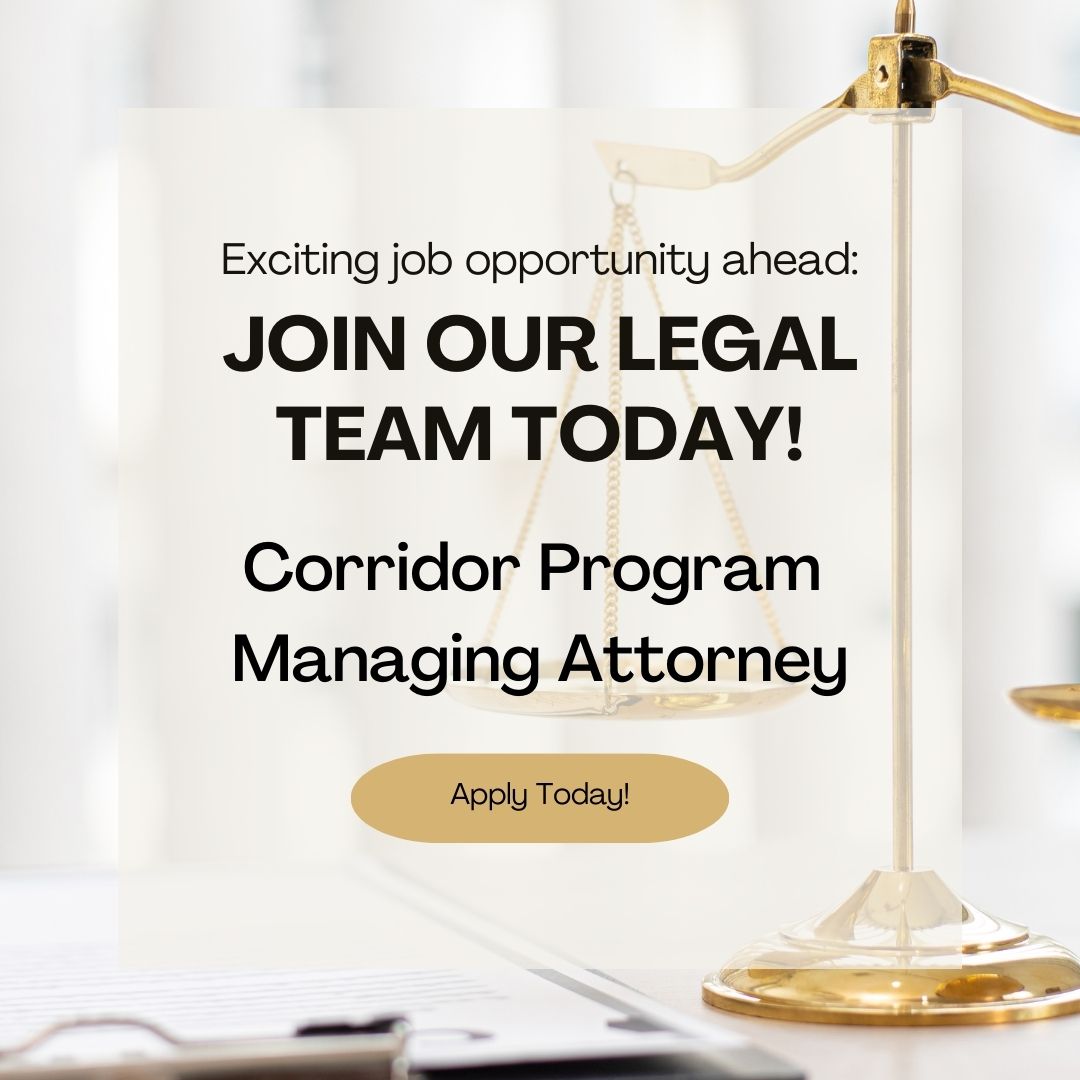 Exciting job opportunity ahead:
JOIN OUR LEGAL
TEAM TODAY!
Corridor Program
Managing Attorney
Apply Today!